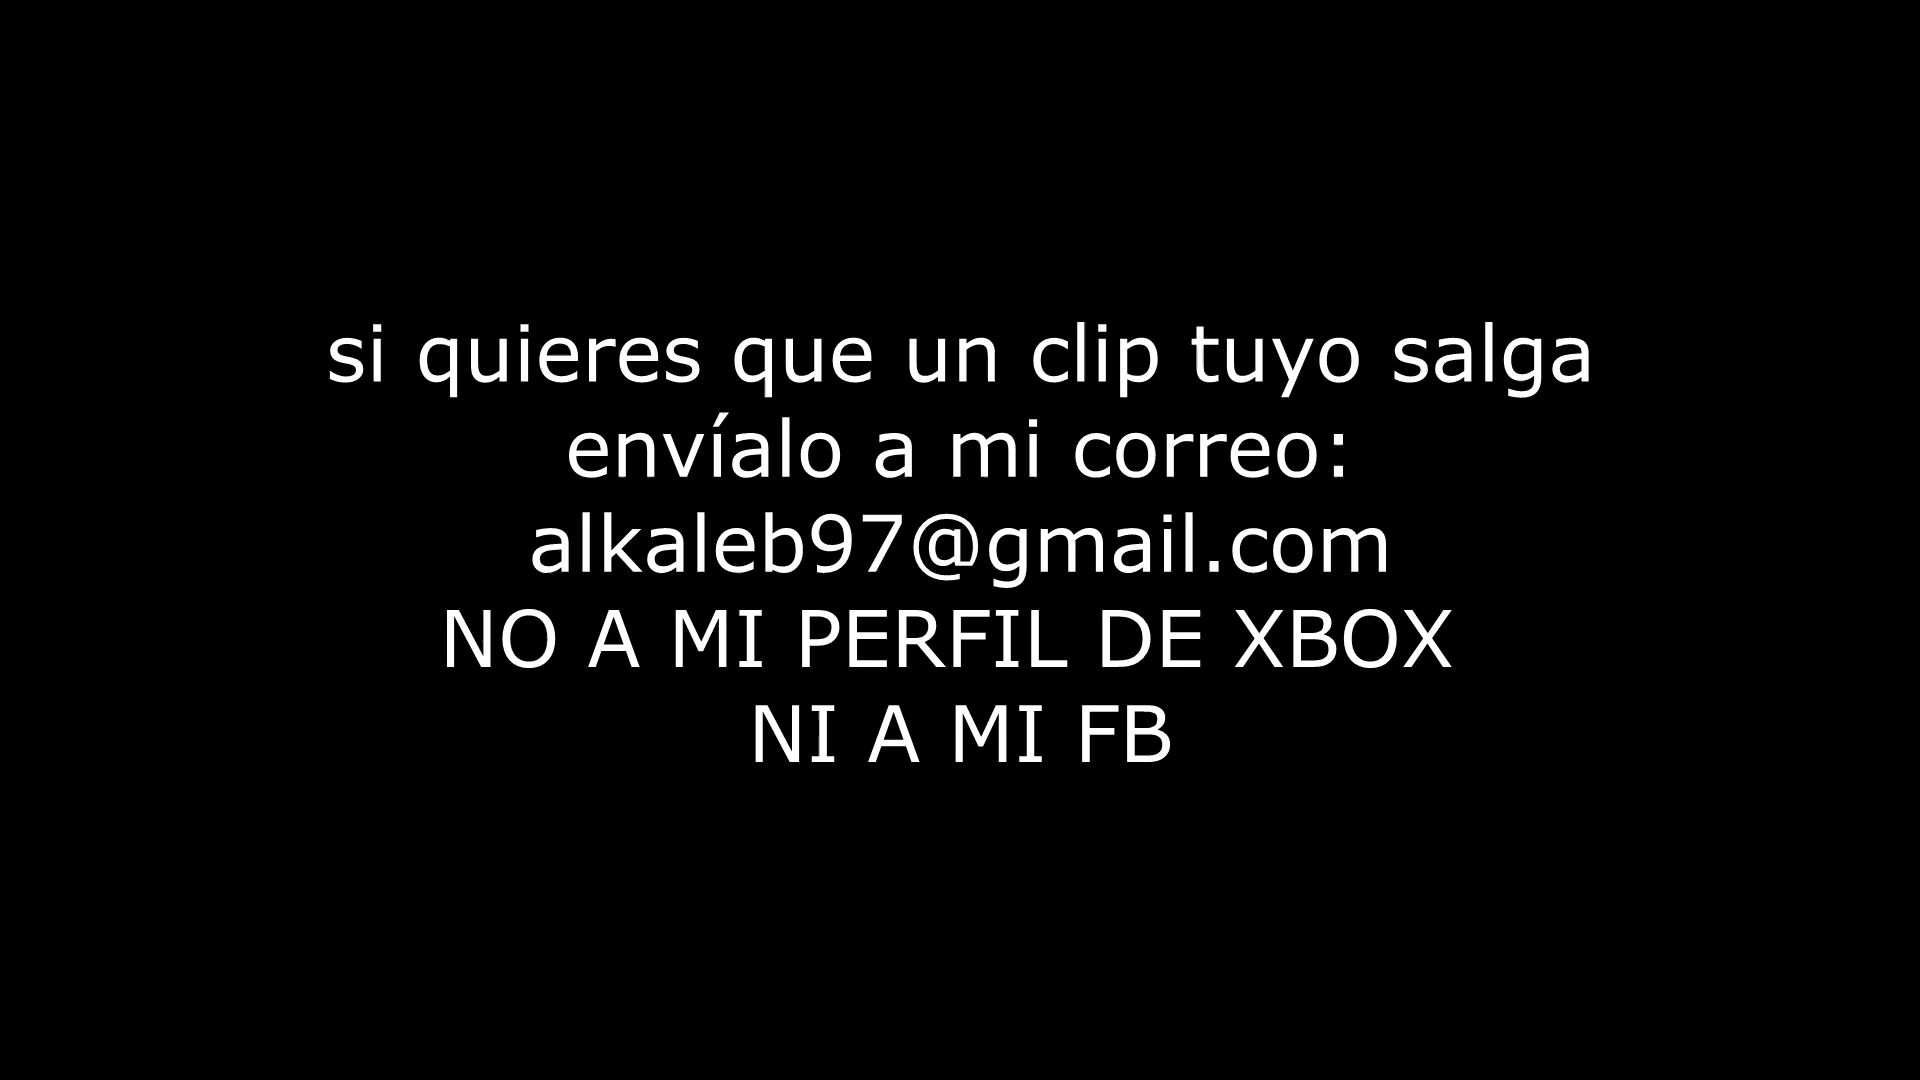 si quieres que un clip tuyo salga
envíalo a mi correo:
alkaleb97@gmail.com
NO A MI PERFIL DE XBOX
NI A MI FB